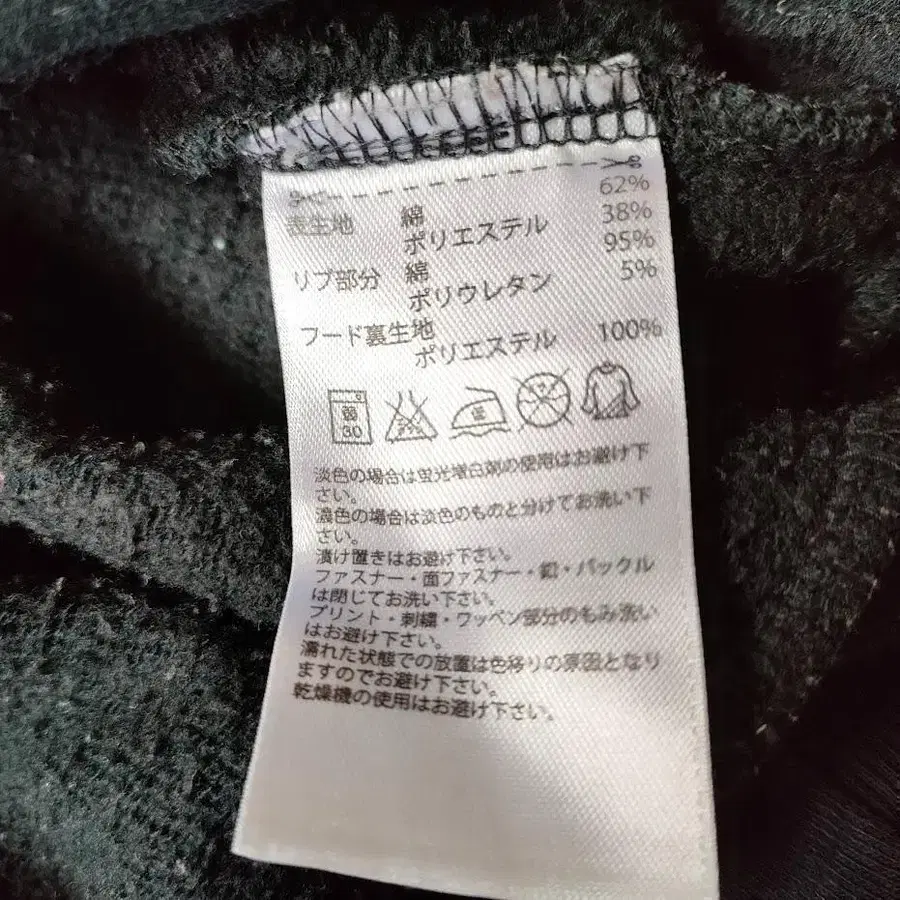 表生地 綿 62%
ポリエステル 38%
リブ部分 綿 95%
ポリウレタン 5%
フード裏生地
ポリエステル 100%
弱 30
淡色の場合は蛍光増白剤の使用はお避け下
さい。
濃色の場合は淡色のものと分けてお洗い下
さい。
漬け置きはお避け下さい。
ファスナー・面ファスナー・釦・バックル
は閉じてお洗い下さい。
プリント・刺繍・ワッペン部分のもみ洗い
はお避け下さい。
濡れた状態での放置は色移りの原因となり
ますのでお避け下さい。
乾燥機の使用はお避け下さい。